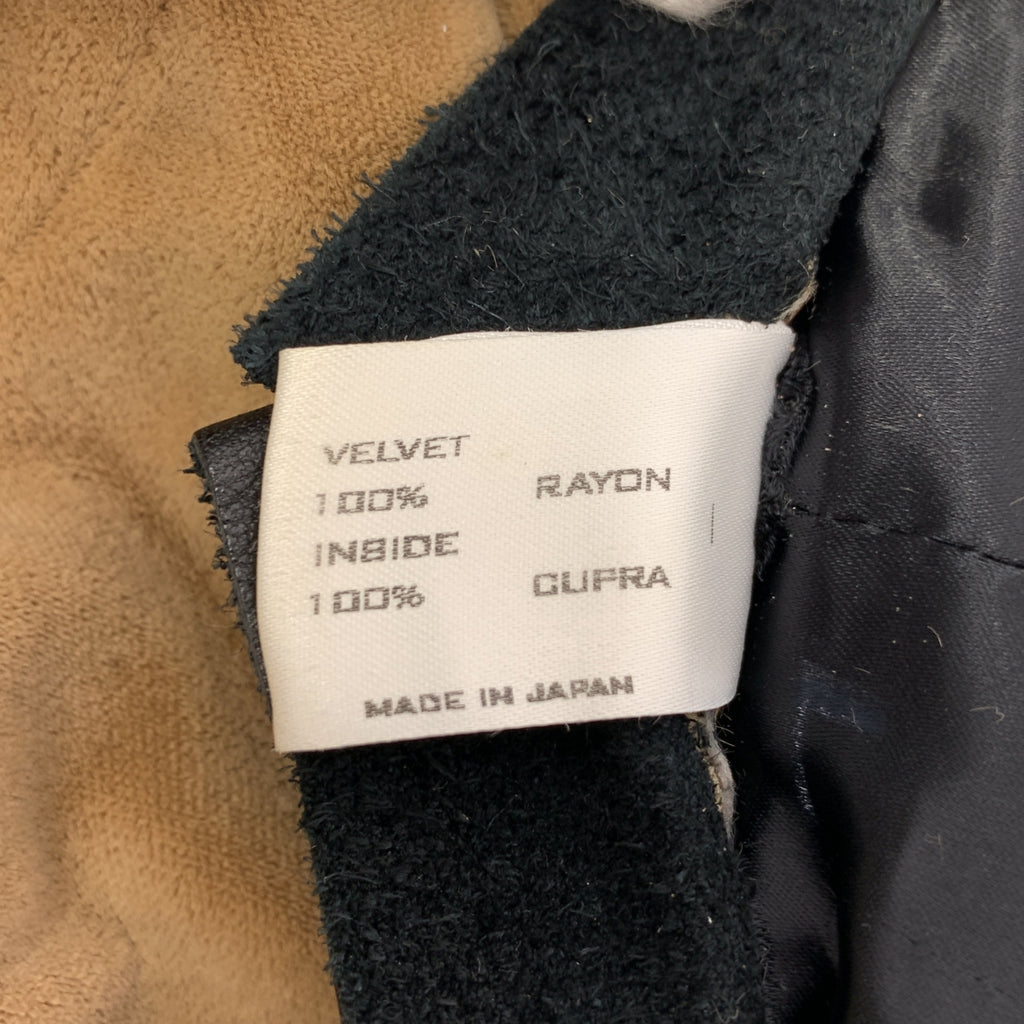 VELVET
100% RAYON
INSIDE
100% CUPRA
MADE IN JAPAN